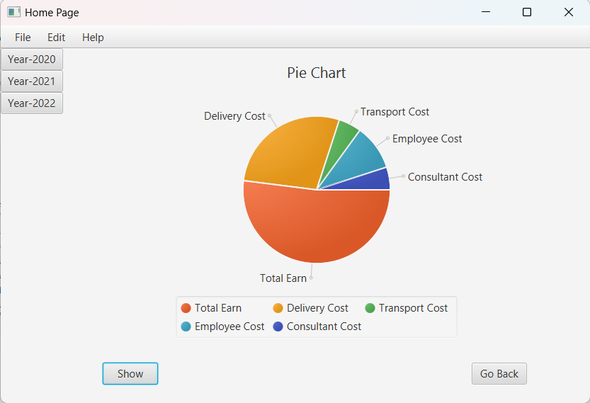 Home Page
File Edit Help
Year-2020
Year-2021
Year-2022
Pie Chart
Delivery Cost
Transport Cost
Employee Cost
Consultant Cost
Total Earn
Total Earn Delivery Cost Transport Cost
Employee Cost Consultant Cost
Show Go Back